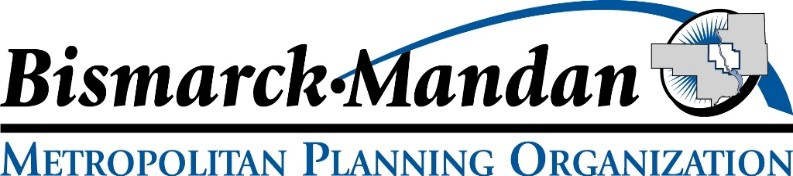 Bismarck•Mandan
METROPOLITAN PLANNING ORGANIZATION